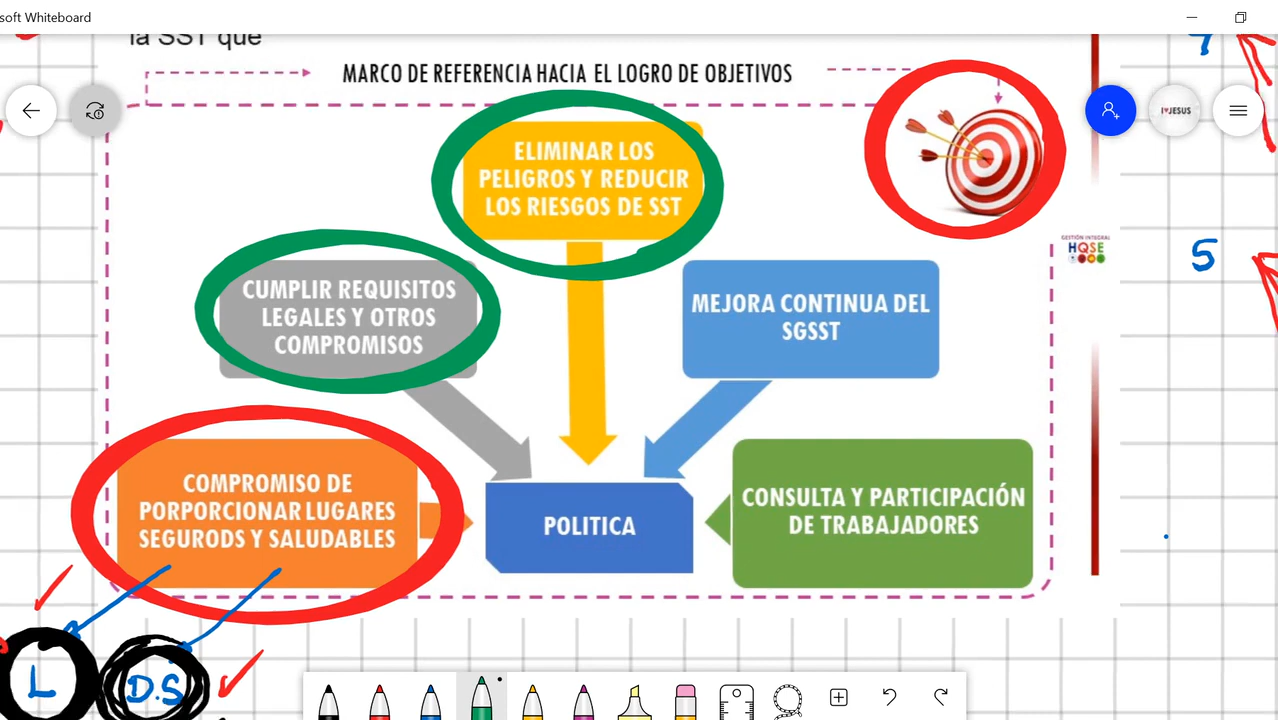 soft Whiteboard
la SST que
MARCO DE REFERENCIA HACIA EL LOGRO DE OBJETIVOS
I♥JESUS
ELIMINAR LOS
PELIGROS Y REDUCIR
LOS RIESGOS DE SST
GESTIÓN INTEGRAL
HQSE
5
CUMPLIR REQUISITOS
LEGALES Y OTROS
COMPROMISOS
MEJORA CONTINUA DEL
SGSST
COMPROMISO DE
PORPORCIONAR LUGARES
SEGURODS Y SALUDABLES
POLITICA
CONSULTA Y PARTICIPACIÓN
DE TRABAJADORES
L
D.S